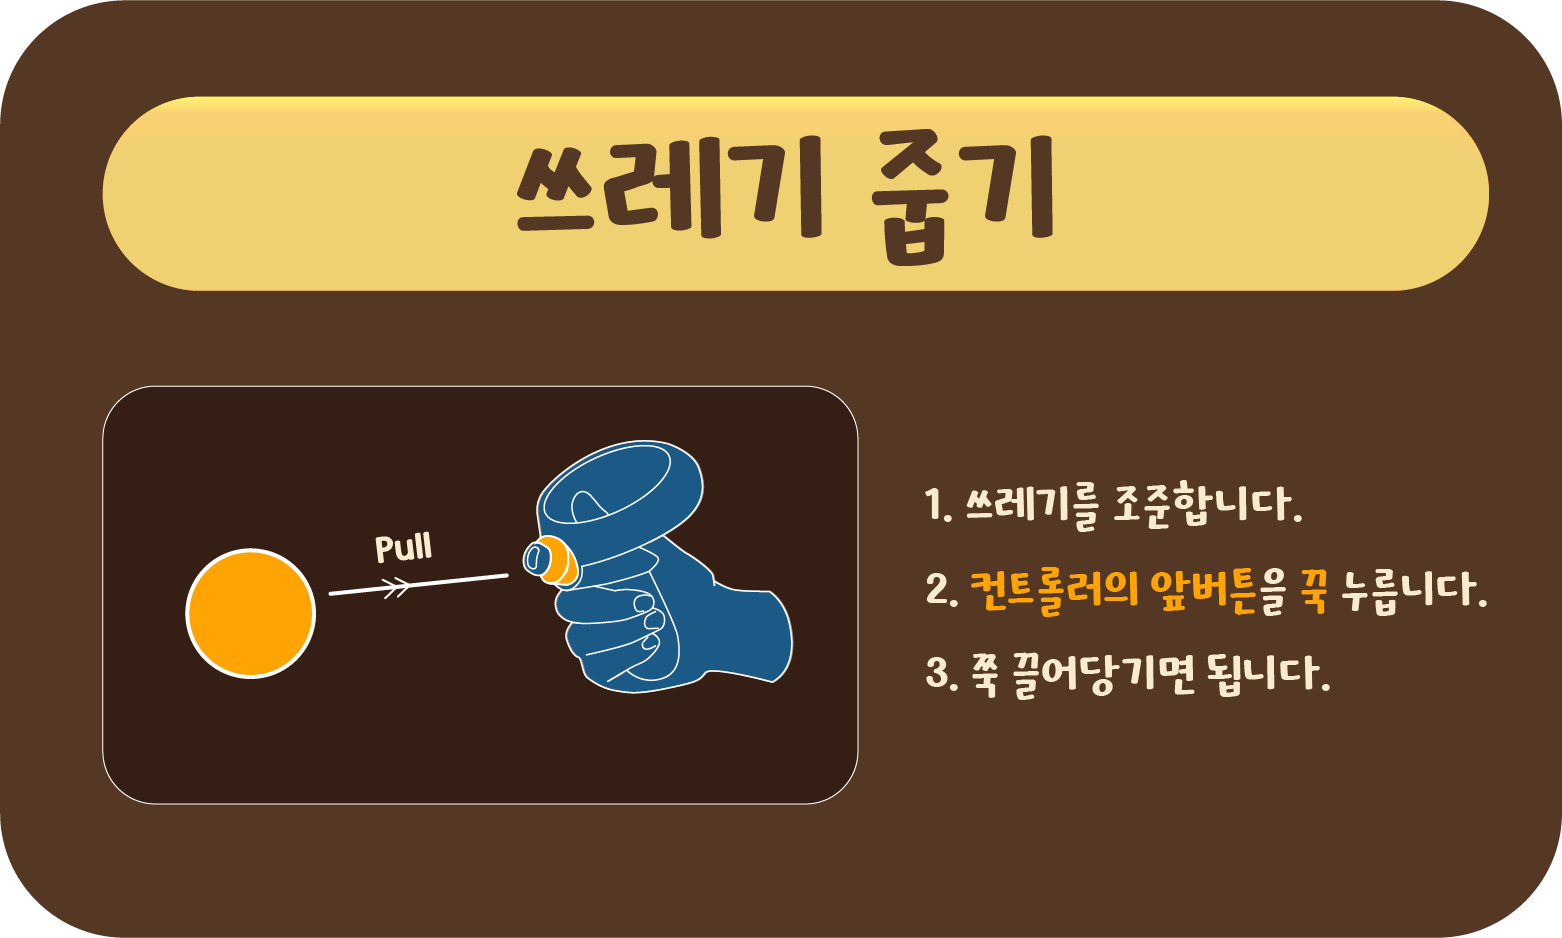 쓰레기 줍기
Pull
1. 쓰레기를 조준합니다.
2. 컨트롤러의 앞버튼을 꾹 누릅니다.
3. 쭉 끌어당기면 됩니다.